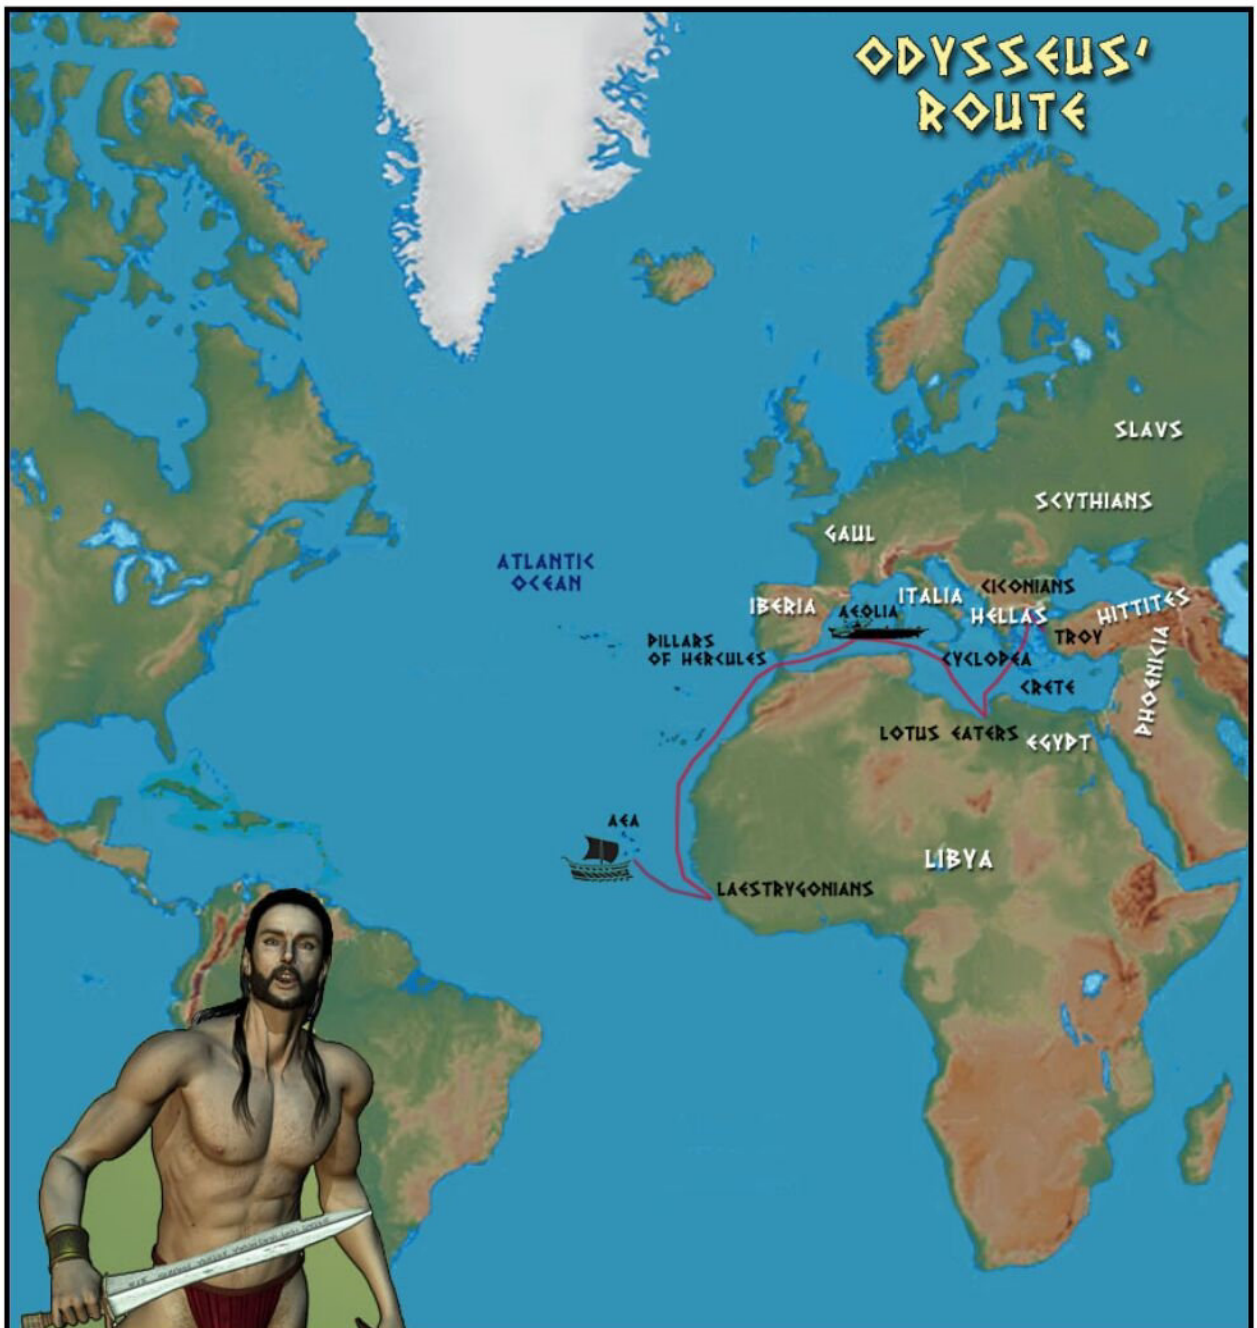 ODYSSEUS'
ROUTE
SLAVS
SCYTHIANS
GAUL
ATLANTIC
OCEAN
CICONIANS
IBERIA
AEOLIA
ITALIA
HELLAS
HITTITES
TROY
PILLARS
OF HERCULES
CYCLOPEA
PHOENICIA
CRETE
LOTUS EATERS
EGYPT
AEA
LIBYA
LAESTRYGONIANS